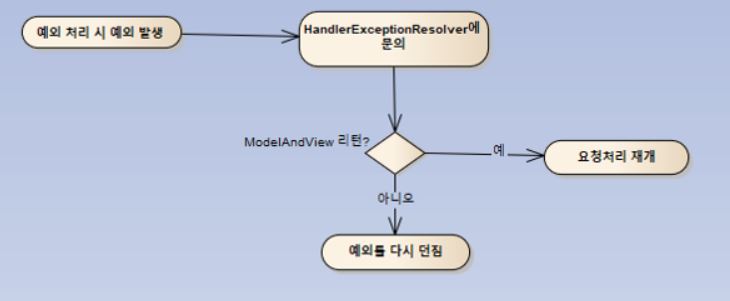 예외 처리 시 예외 발생
HandlerExceptionResolver에
문의
ModelAndView 리턴?
예
요청처리 재개
아니오
예외를 다시 던짐